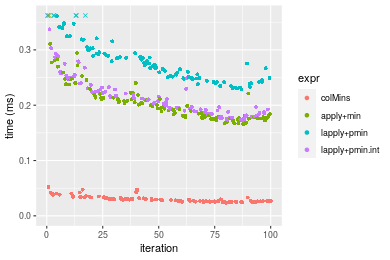 time (ms)
0.3
0.2
0.1
0.0
0 25 50 75 100
iteration
expr
colMins
apply+min
lapply+pmin
lapply+pmin.int